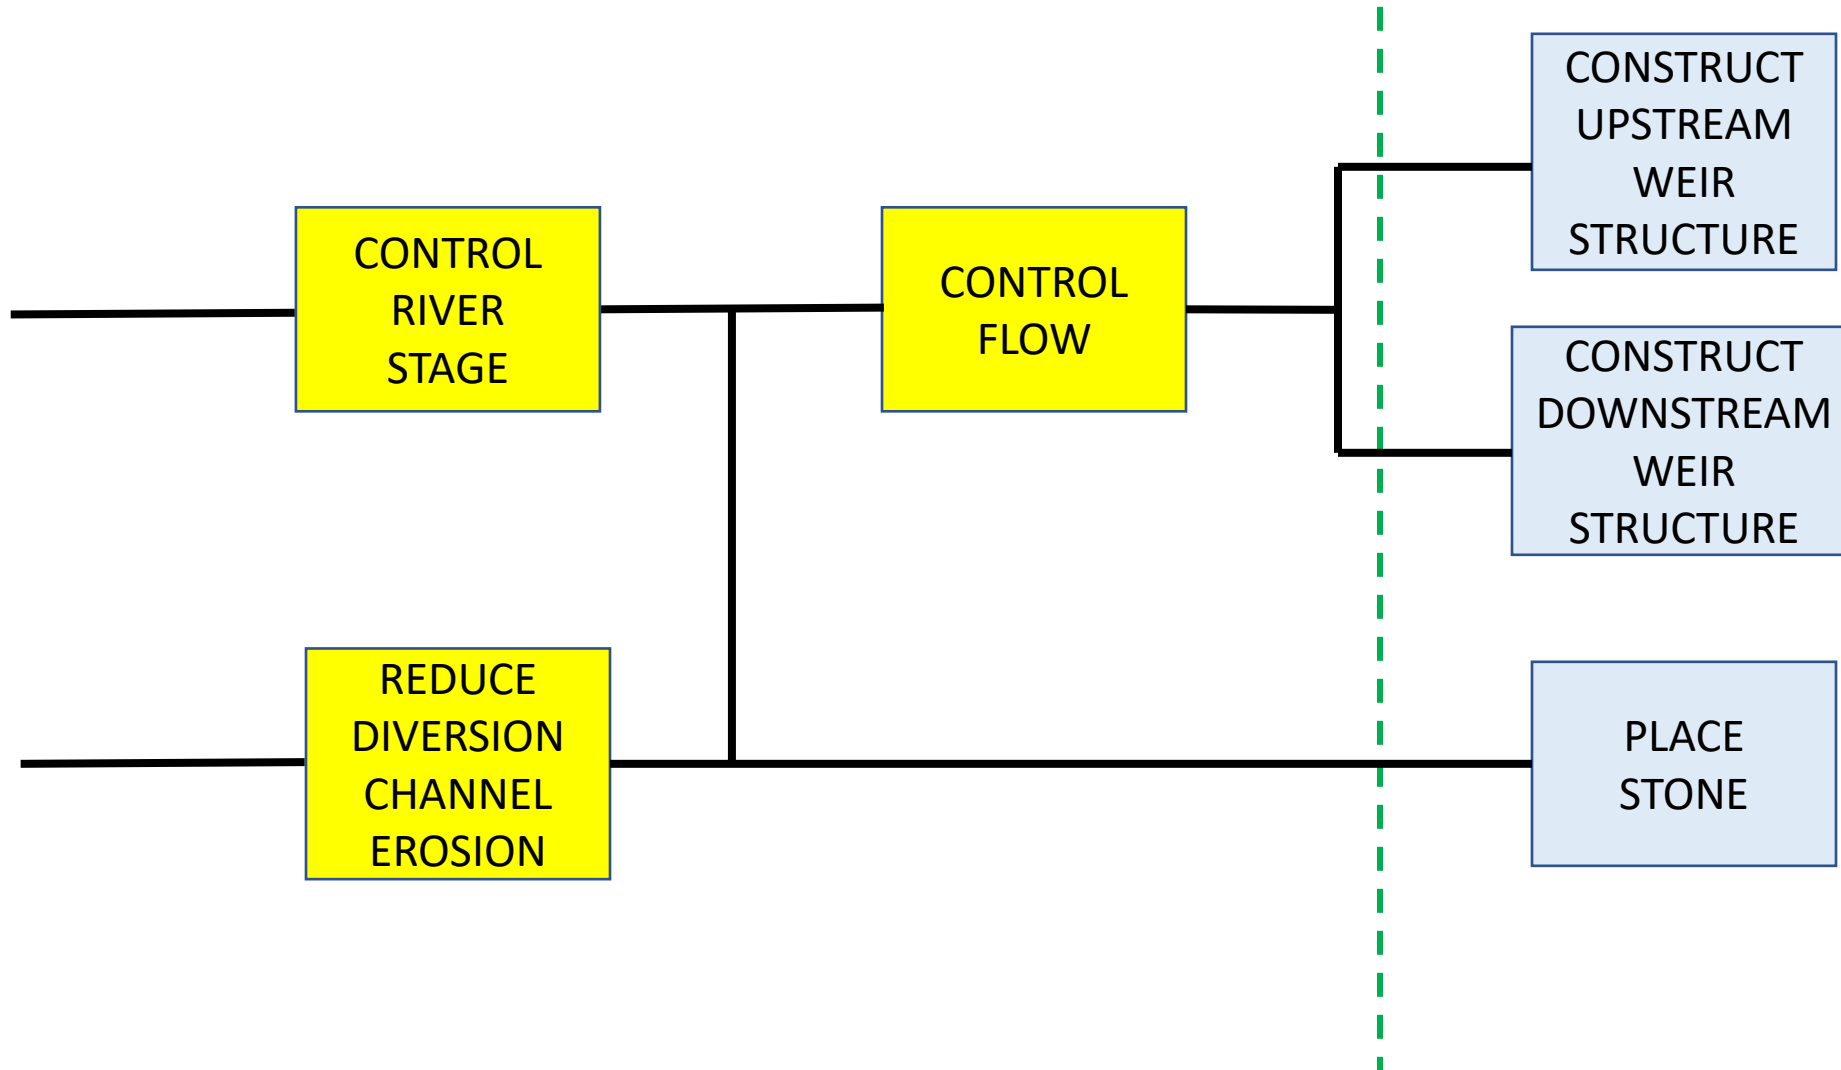 CONTROL
RIVER
STAGE
CONTROL
FLOW
CONSTRUCT
UPSTREAM
WEIR
STRUCTURE
CONSTRUCT
DOWNSTREAM
WEIR
STRUCTURE
REDUCE
DIVERSION
CHANNEL
EROSION
PLACE
STONE